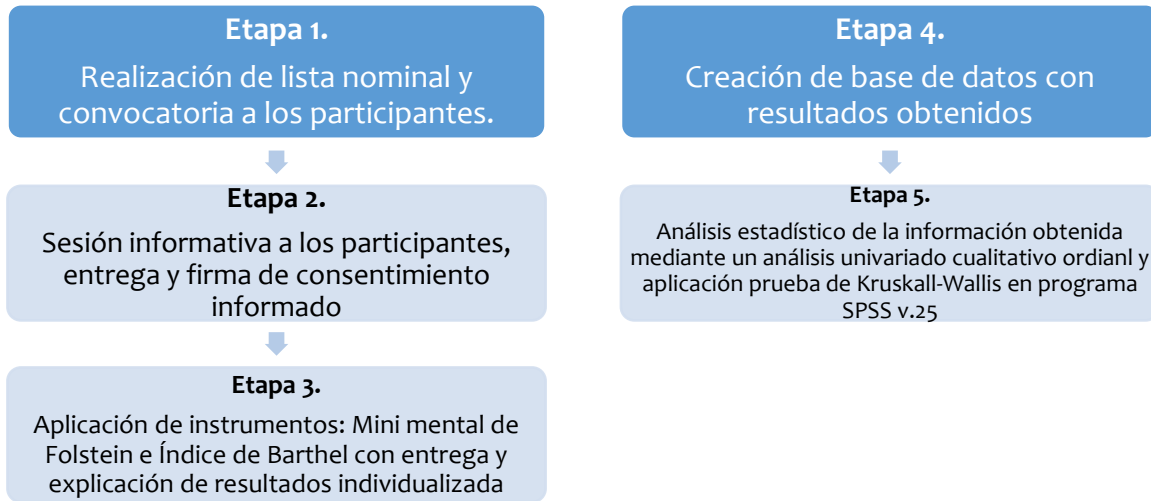 Etapa 1.
Realización de lista nominal y
convocatoria a los participantes.
Etapa 2.
Sesión informativa a los participantes,
entrega y firma de consentimiento
informado
Etapa 3.
Aplicación de instrumentos: Mini mental de
Folstein e Índice de Barthel con entrega y
explicación de resultados individualizada
Etapa 4.
Creación de base de datos con
resultados obtenidos
Etapa 5.
Análisis estadístico de la información obtenida
mediante un análisis univariado cualitativo ordianl y
aplicación prueba de Kruskall-Wallis en programa
SPSS v.25